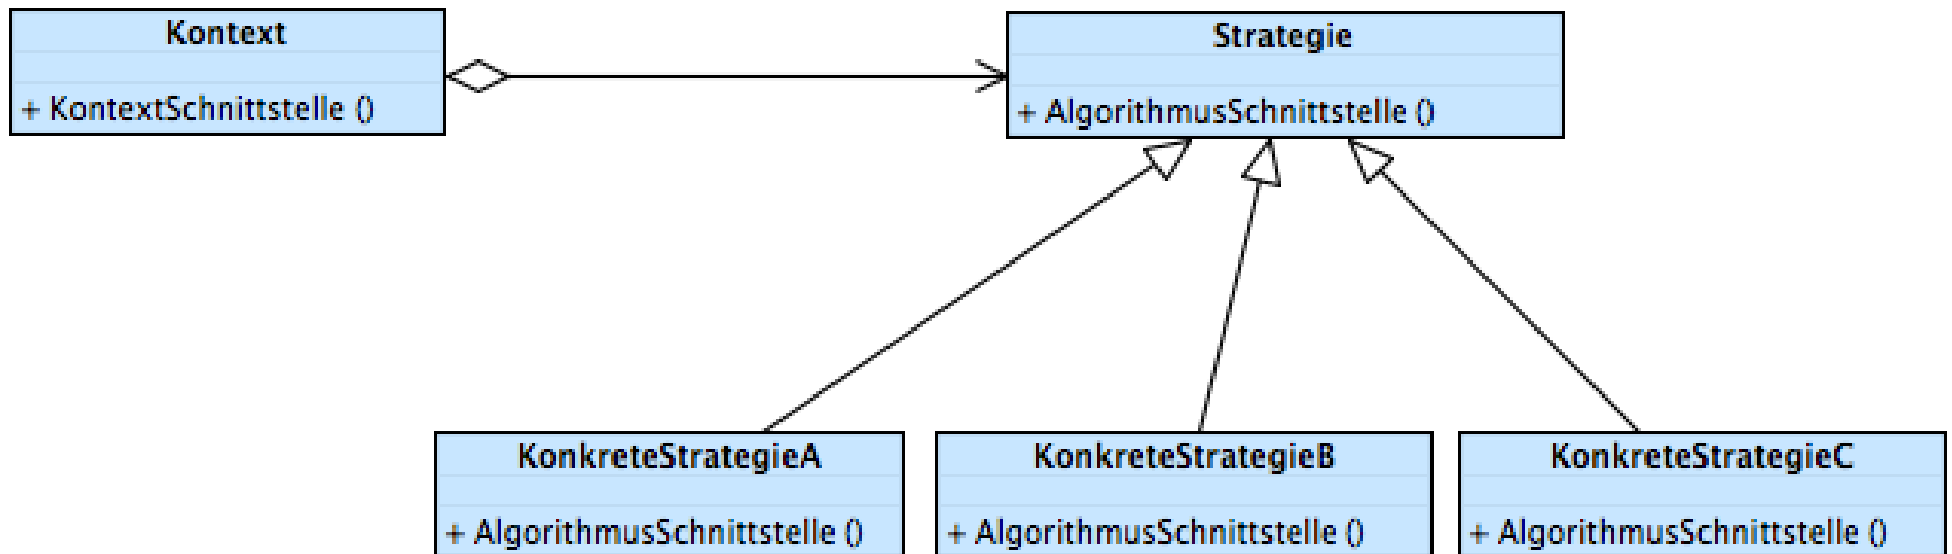 Kontext
+ KontextSchnittstelle ()
Strategie
+ AlgorithmusSchnittstelle ()
KonkreteStrategieA
+ AlgorithmusSchnittstelle ()
KonkreteStrategieB
+ AlgorithmusSchnittstelle ()
KonkreteStrategieC
+ AlgorithmusSchnittstelle ()